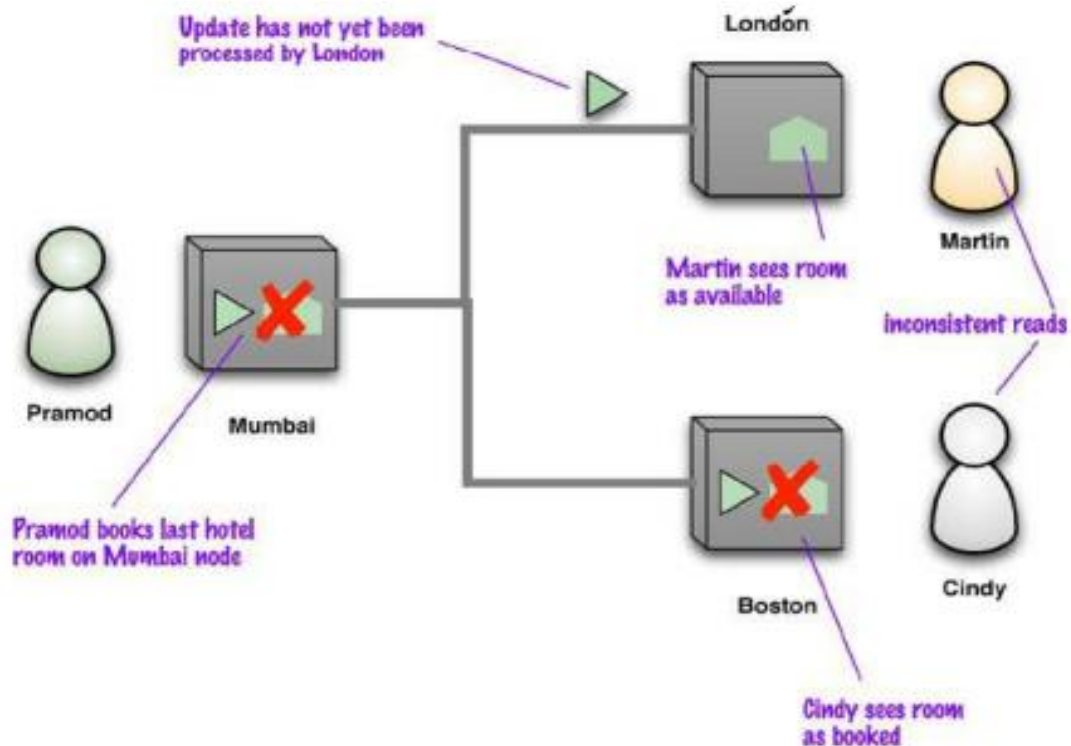 Update has not yet been
processed by London
London
Martin
Martin sees room
as available
inconsistent reads
Pramod
Mumbai
Pramod books last hotel
room on Mumbai node
Boston
Cindy
Cindy sees room
as booked